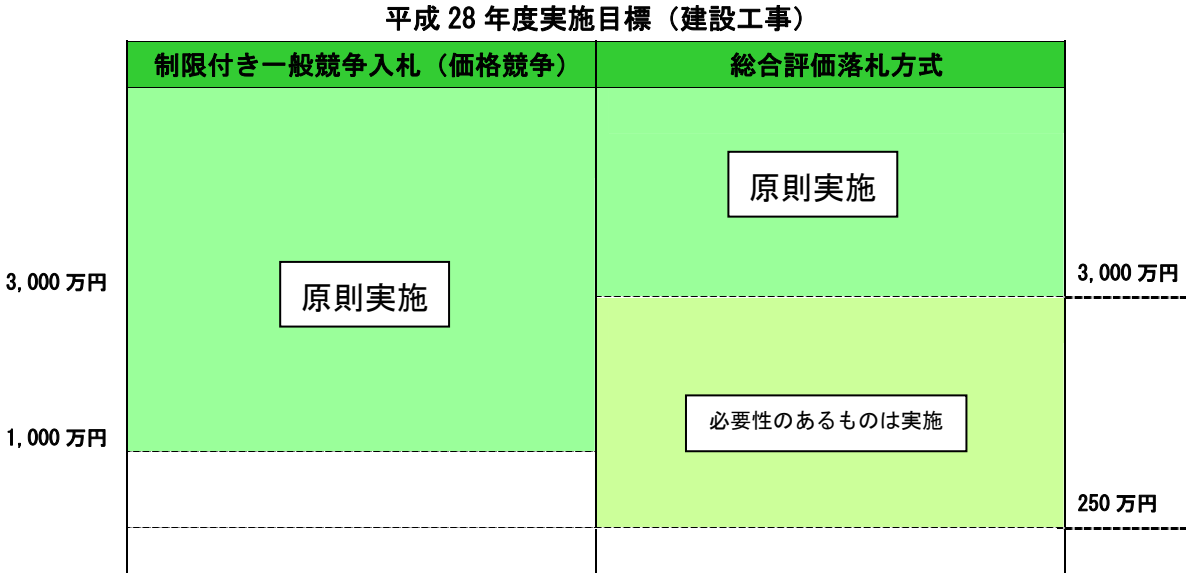 平成 28 年度実施目標（建設工事）
制限付き一般競争入札（価格競争）
総合評価落札方式
原則実施
原則実施
3,000 万円
3,000 万円
必要性のあるものは実施
1,000 万円
250 万円